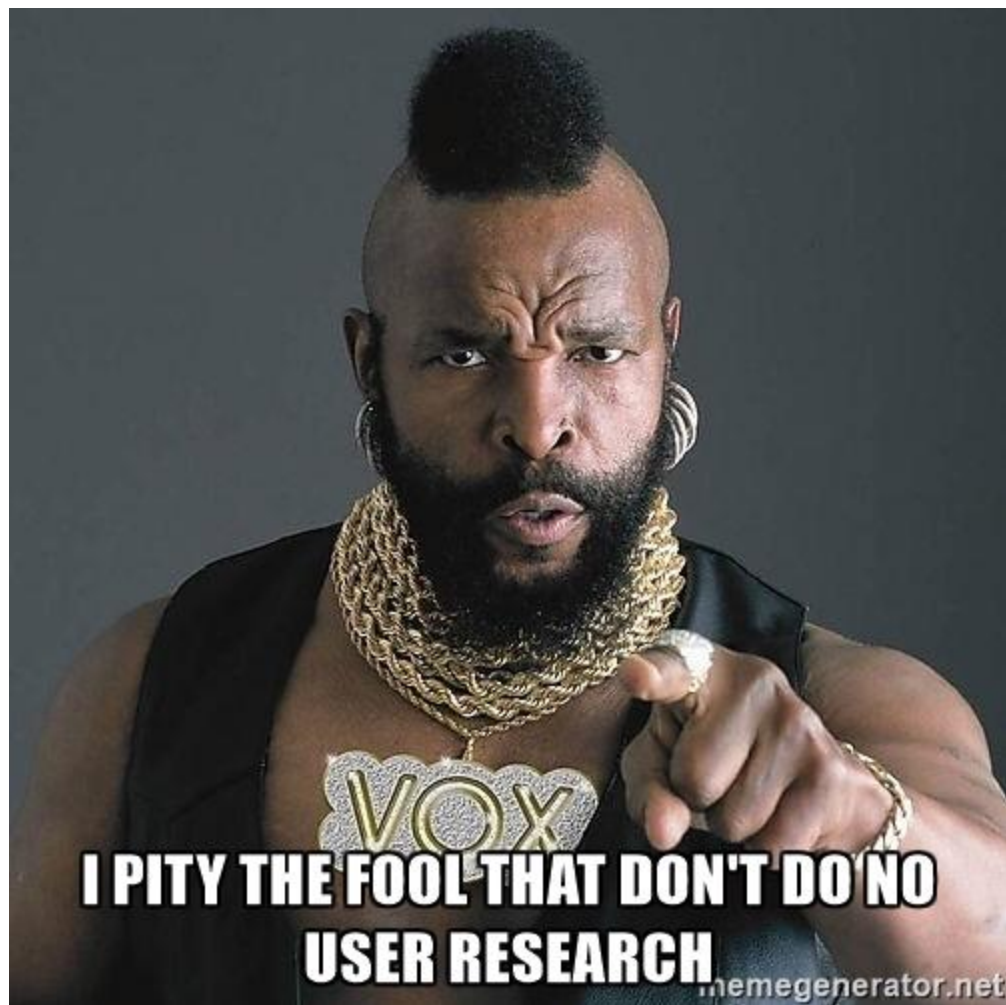 VOX
I PITY THE FOOL THAT DON'T DO NO
USER RESEARCH
memegenerator.net